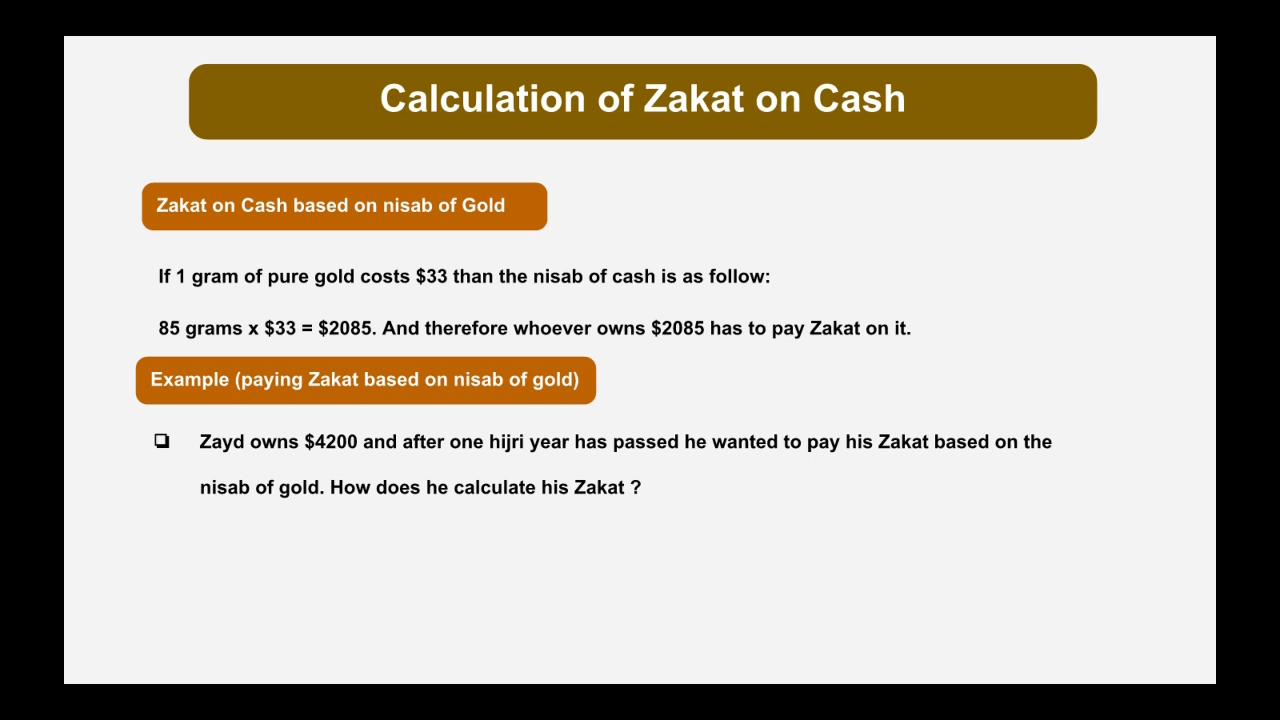 Calculation of Zakat on Cash
Zakat on Cash based on nisab of Gold
If 1 gram of pure gold costs $33 than the nisab of cash is as follow:
85 grams x $33 = $2085. And therefore whoever owns $2085 has to pay Zakat on it.
Example (paying Zakat based on nisab of gold)
❏ Zayd owns $4200 and after one hijri year has passed he wanted to pay his Zakat based on the
nisab of gold. How does he calculate his Zakat ?